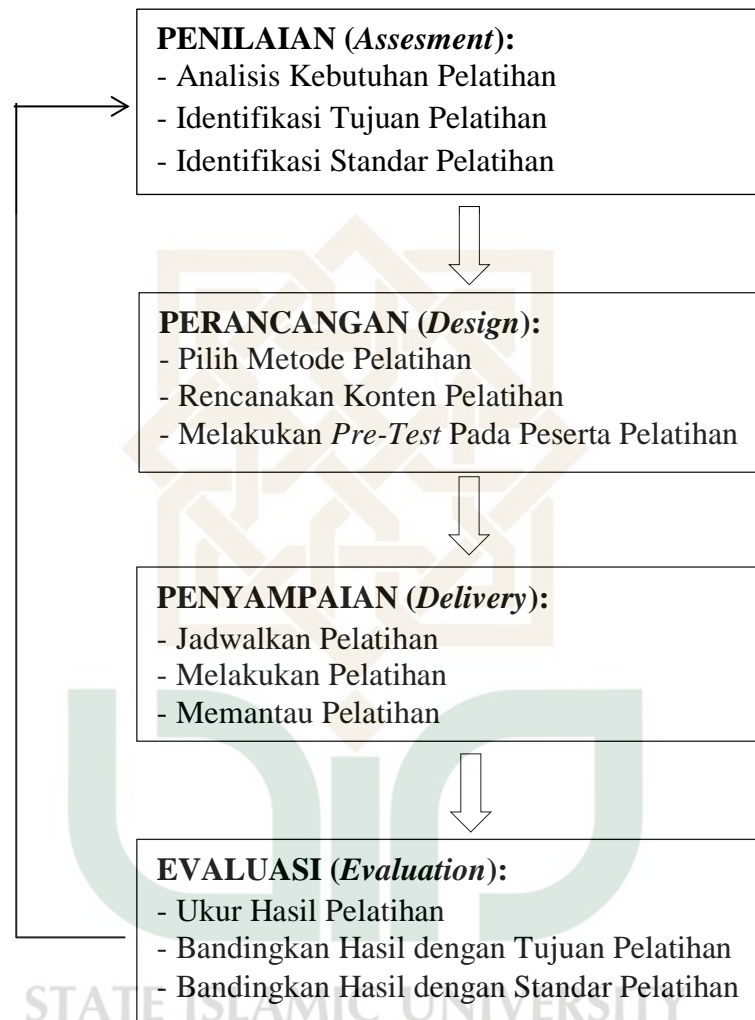 PENILAIAN (Assesment):
- Analisis Kebutuhan Pelatihan
- Identifikasi Tujuan Pelatihan
- Identifikasi Standar Pelatihan
PERANCANGAN (Design):
- Pilih Metode Pelatihan
- Rencanakan Konten Pelatihan
- Melakukan Pre-Test Pada Peserta Pelatihan
PENYAMPAIAN (Delivery):
- Jadwalkan Pelatihan
- Melakukan Pelatihan
- Memantau Pelatihan
EVALUASI (Evaluation):
- Ukur Hasil Pelatihan
- Bandingkan Hasil dengan Tujuan Pelatihan
- Bandingkan Hasil dengan Standar Pelatihan
STATE ISLAMIC UNIVERSITY